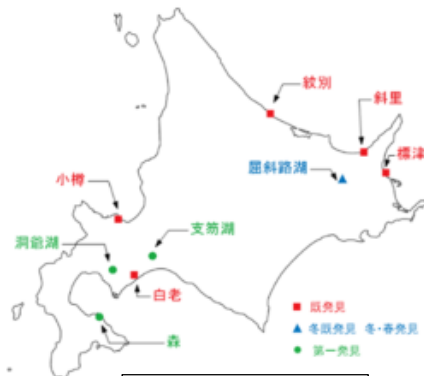 紋別
斜里
標津
屈斜路湖
小樽
支笏湖
洞爺湖
白老
森
既発見
冬既発見 冬・春発見
第一発見